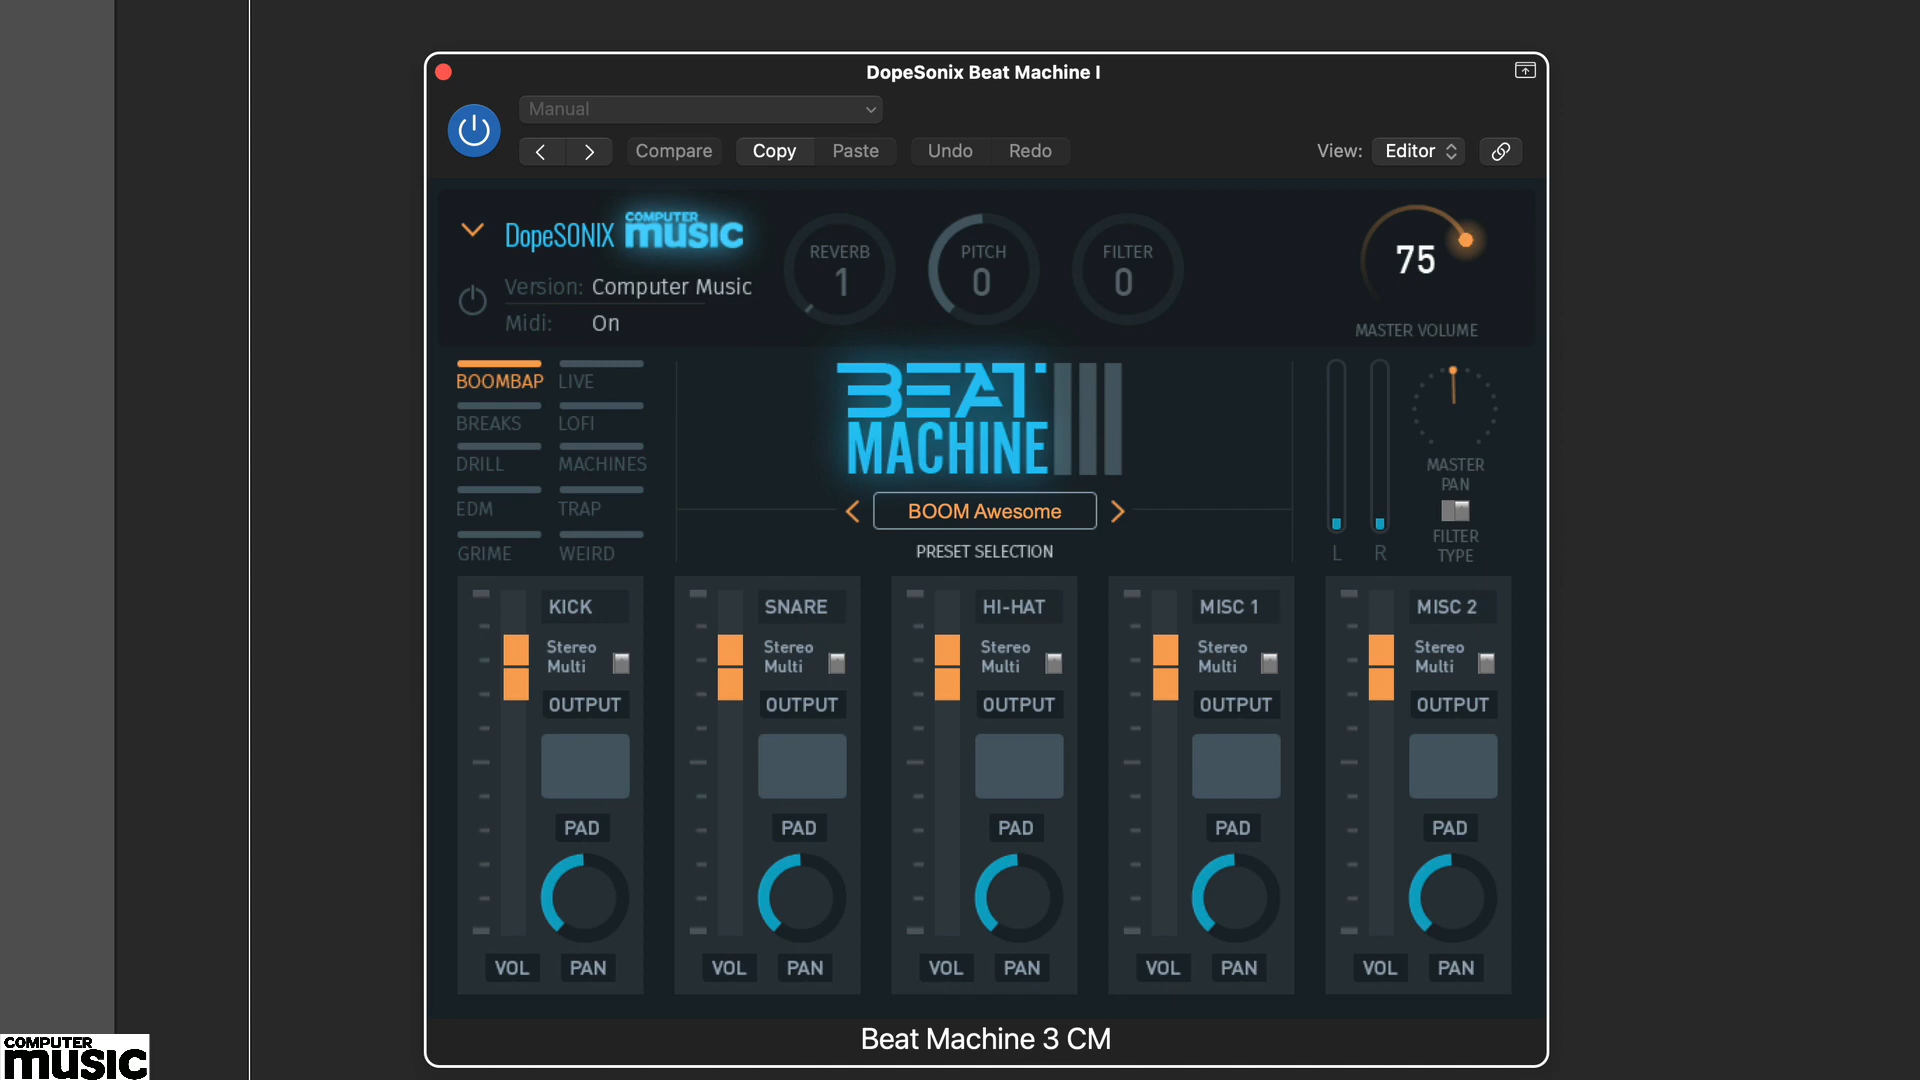 DopeSonix Beat Machine I
Manual
Compare
Copy
Paste
Undo
Redo
View:
Editor
DopeSONIX COMPUTER MUSIC
Version: Computer Music
Midi: On
REVERB
1
PITCH
0
FILTER
0
75
MASTER VOLUME
BOOMBAP
LIVE
BREAKS
LOFI
DRILL
MACHINES
EDM
TRAP
GRIME
WEIRD
BEAT
MACHINE
BOOM Awesome
PRESET SELECTION
L
R
MASTER
PAN
FILTER
TYPE
KICK
Stereo
Multi
OUTPUT
PAD
VOL
PAN
SNARE
Stereo
Multi
OUTPUT
PAD
VOL
PAN
HI-HAT
Stereo
Multi
OUTPUT
PAD
VOL
PAN
MISC 1
Stereo
Multi
OUTPUT
PAD
VOL
PAN
MISC 2
Stereo
Multi
OUTPUT
PAD
VOL
PAN
Beat Machine 3 CM
COMPUTER
MUSIC